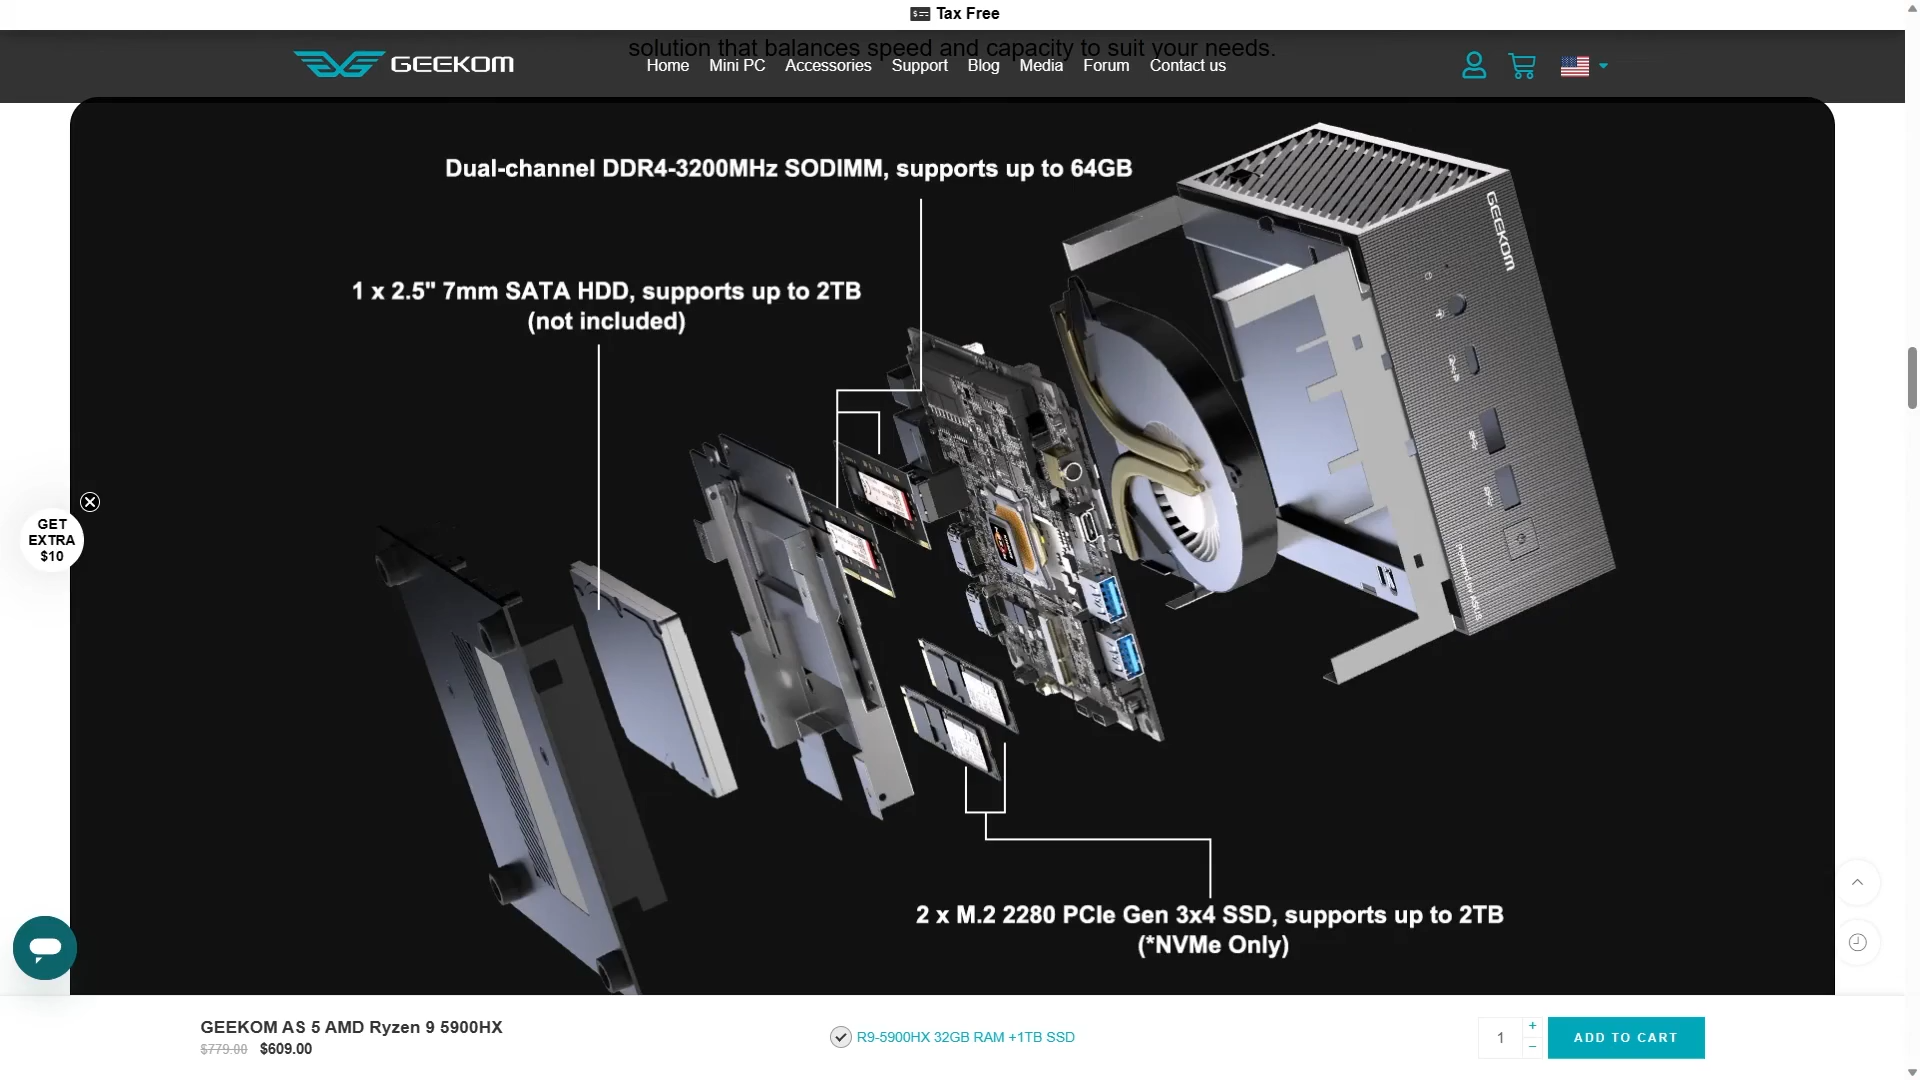 Tax Free
solution that balances speed and capacity to suit your needs.
GEEKOM
Home Mini PC Accessories Support Blog Media Forum Contact us
Dual-channel DDR4-3200MHz SODIMM, supports up to 64GB
GEEKOM
1 x 2.5" 7mm SATA HDD, supports up to 2TB
(not included)
GET
EXTRA
$10
2 x M.2 2280 PCIe Gen 3x4 SSD, supports up to 2TB
(*NVMe Only)
GEEKOM AS 5 AMD Ryzen 9 5900HX
$779.00 $609.00
R9-5900HX 32GB RAM +1TB SSD
1
+
−
ADD TO CART